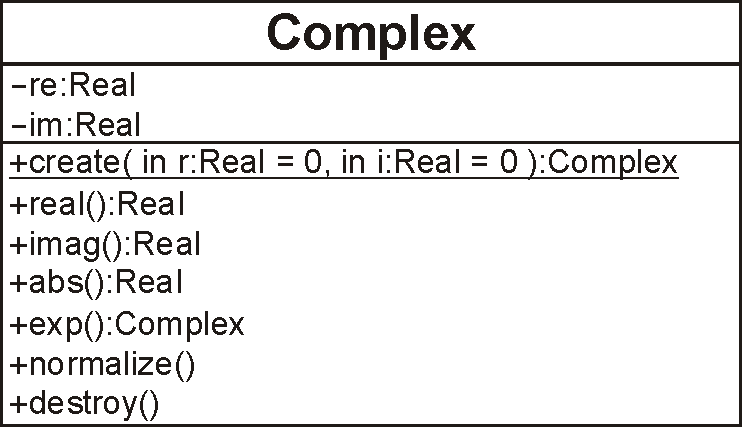 Complex
−re:Real
−im:Real
+create( in r:Real = 0, in i:Real = 0 ):Complex
+real():Real
+imag():Real
+abs():Real
+exp():Complex
+normalize()
+destroy()